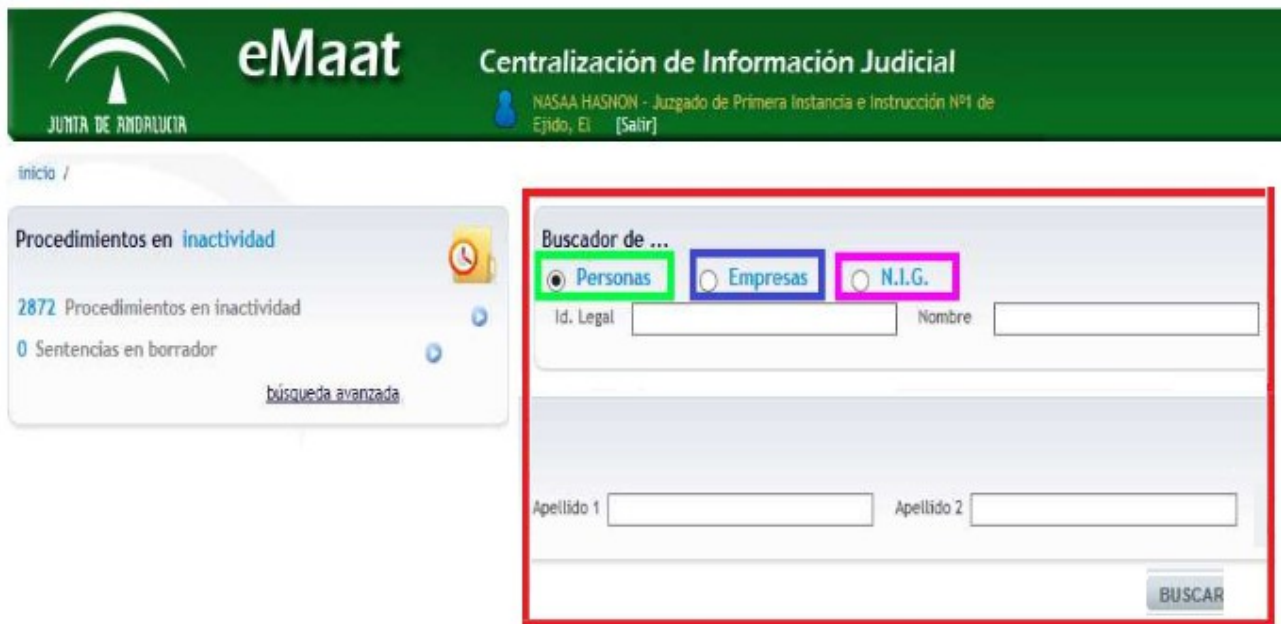 eMaat
Centralización de Información Judicial
NASAA HASNON - Juzgado de Primera Instancia e Instrucción Nº1 de
Ejido, El [Salir]
JUNTA DE ANDALUCIA
inicio /
Procedimientos en inactividad
2872 Procedimientos en inactividad
0 Sentencias en borrador
búsqueda avanzada
Buscador de ...
Personas Empresas N.I.G.
Id. Legal Nombre
Apellido 1 Apellido 2
BUSCAR